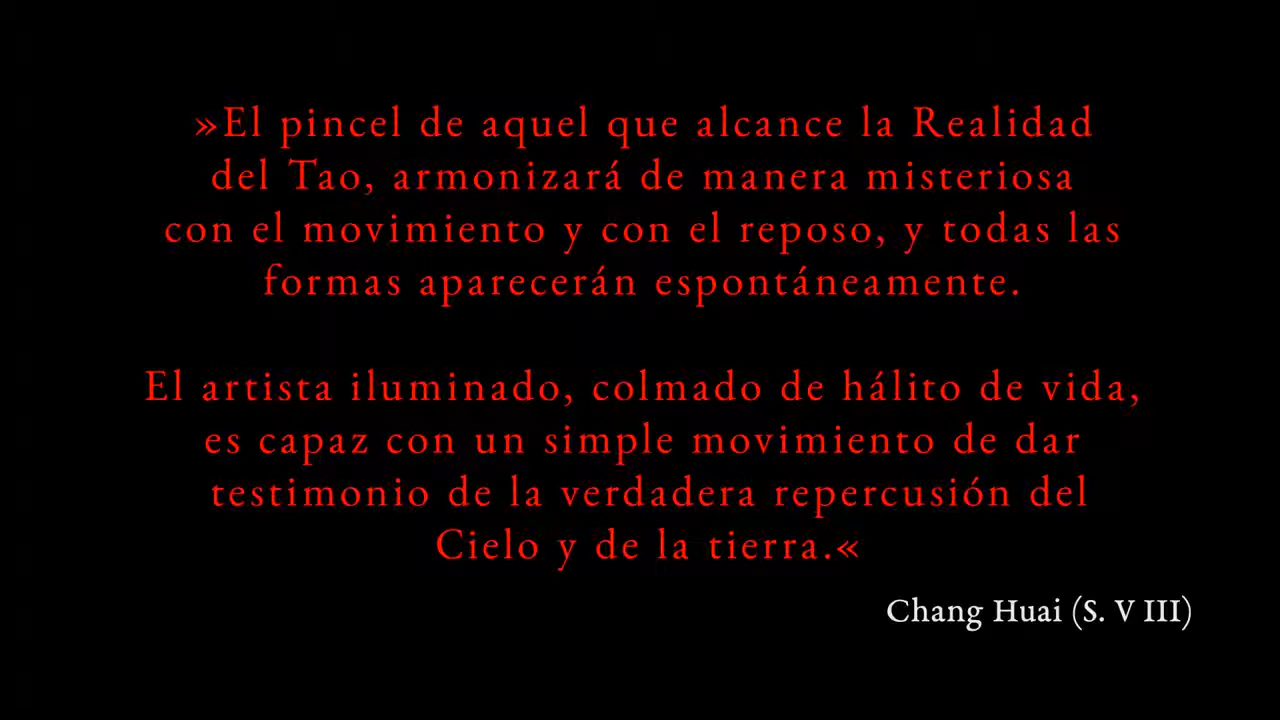 »El pincel de aquel que alcance la Realidad
del Tao, armonizará de manera misteriosa
con el movimiento y con el reposo, y todas las
formas aparecerán espontáneamente.
El artista iluminado, colmado de hálito de vida,
es capaz con un simple movimiento de dar
testimonio de la verdadera repercusión del
Cielo y de la tierra.«
Chang Huai (S. V III)